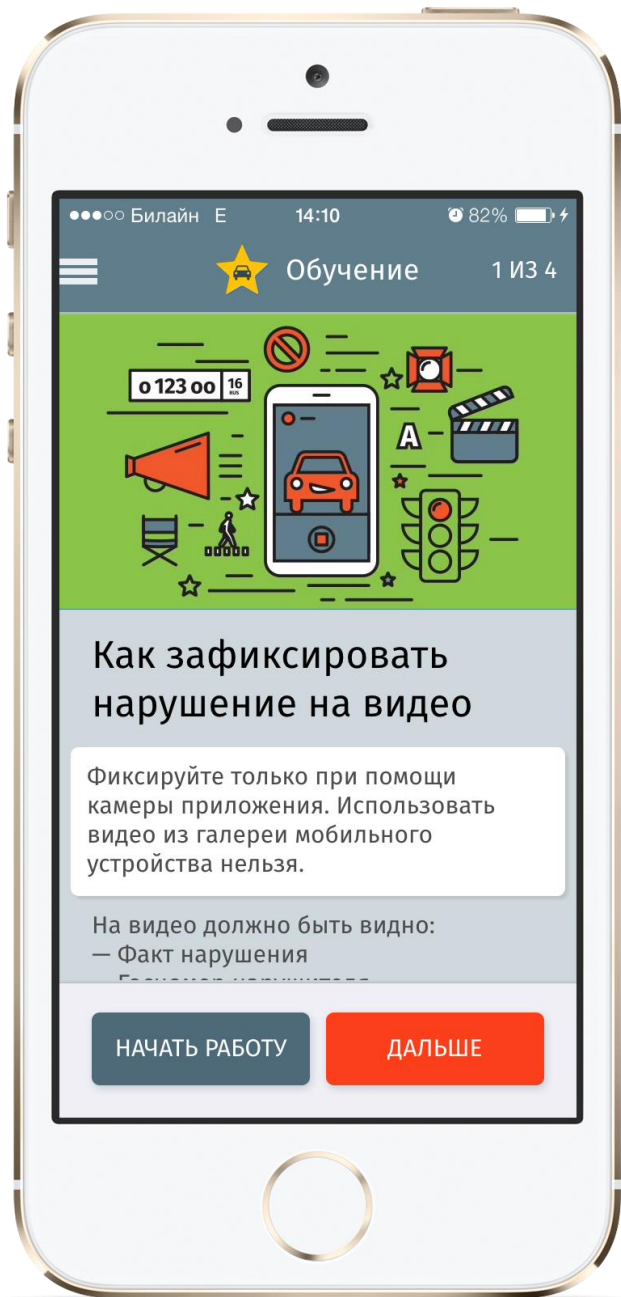 Билайн E 14:10 82%
Обучение 1 ИЗ 4
о 123 оо 16
RUS
A
Как зафиксировать
нарушение на видео
Фиксируйте только при помощи
камеры приложения. Использовать
видео из галереи мобильного
устройства нельзя.
На видео должно быть видно:
— Факт нарушения
НАЧАТЬ РАБОТУ ДАЛЬШЕ